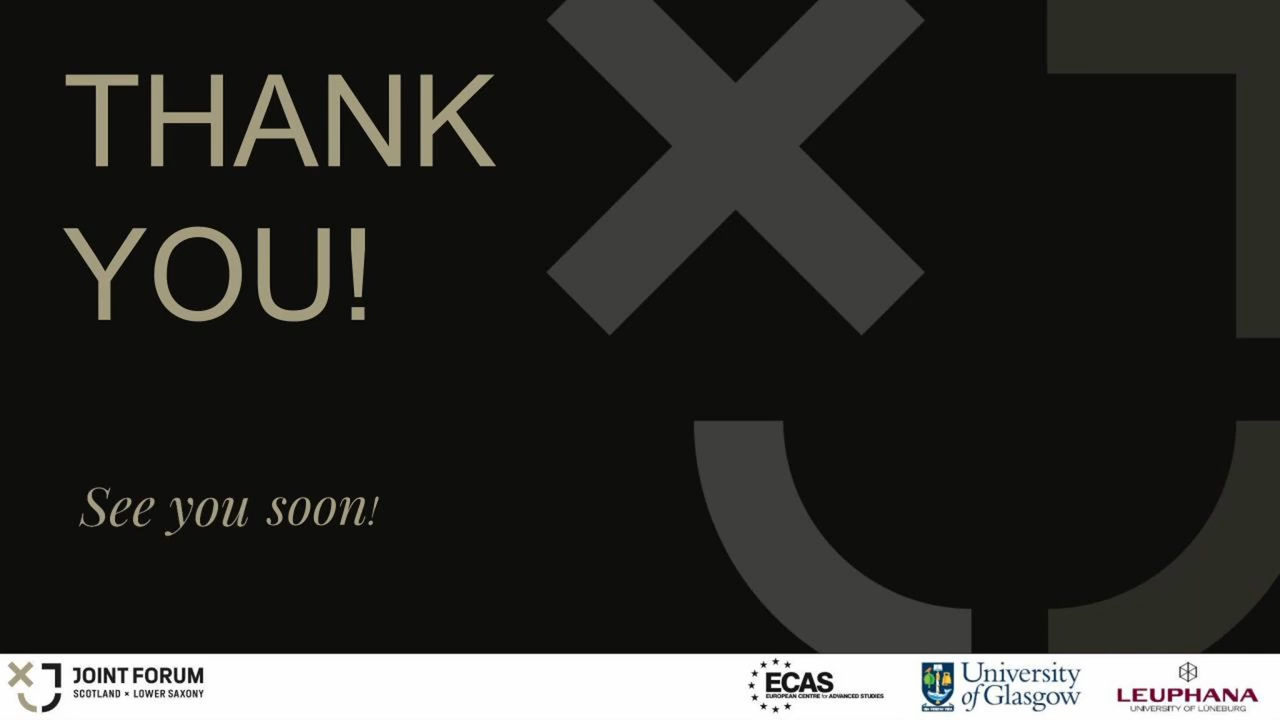 THANK
YOU!
See you soon!
JOINT FORUM
SCOTLAND × LOWER SAXONY
ECAS
EUROPEAN CENTRE for ADVANCED STUDIES
University
of Glasgow
LEUPHANA
UNIVERSITY OF LÜNEBURG